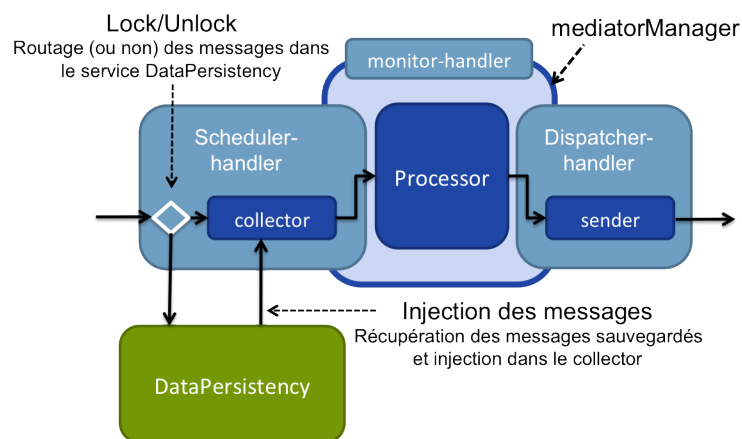 Lock/Unlock
Routage (ou non) des messages dans
le service DataPersistency
mediatorManager
monitor-handler
Scheduler-
handler
collector
Processor
Dispatcher-
handler
sender
Injection des messages
Récupération des messages sauvegardés
et injection dans le collector
DataPersistency